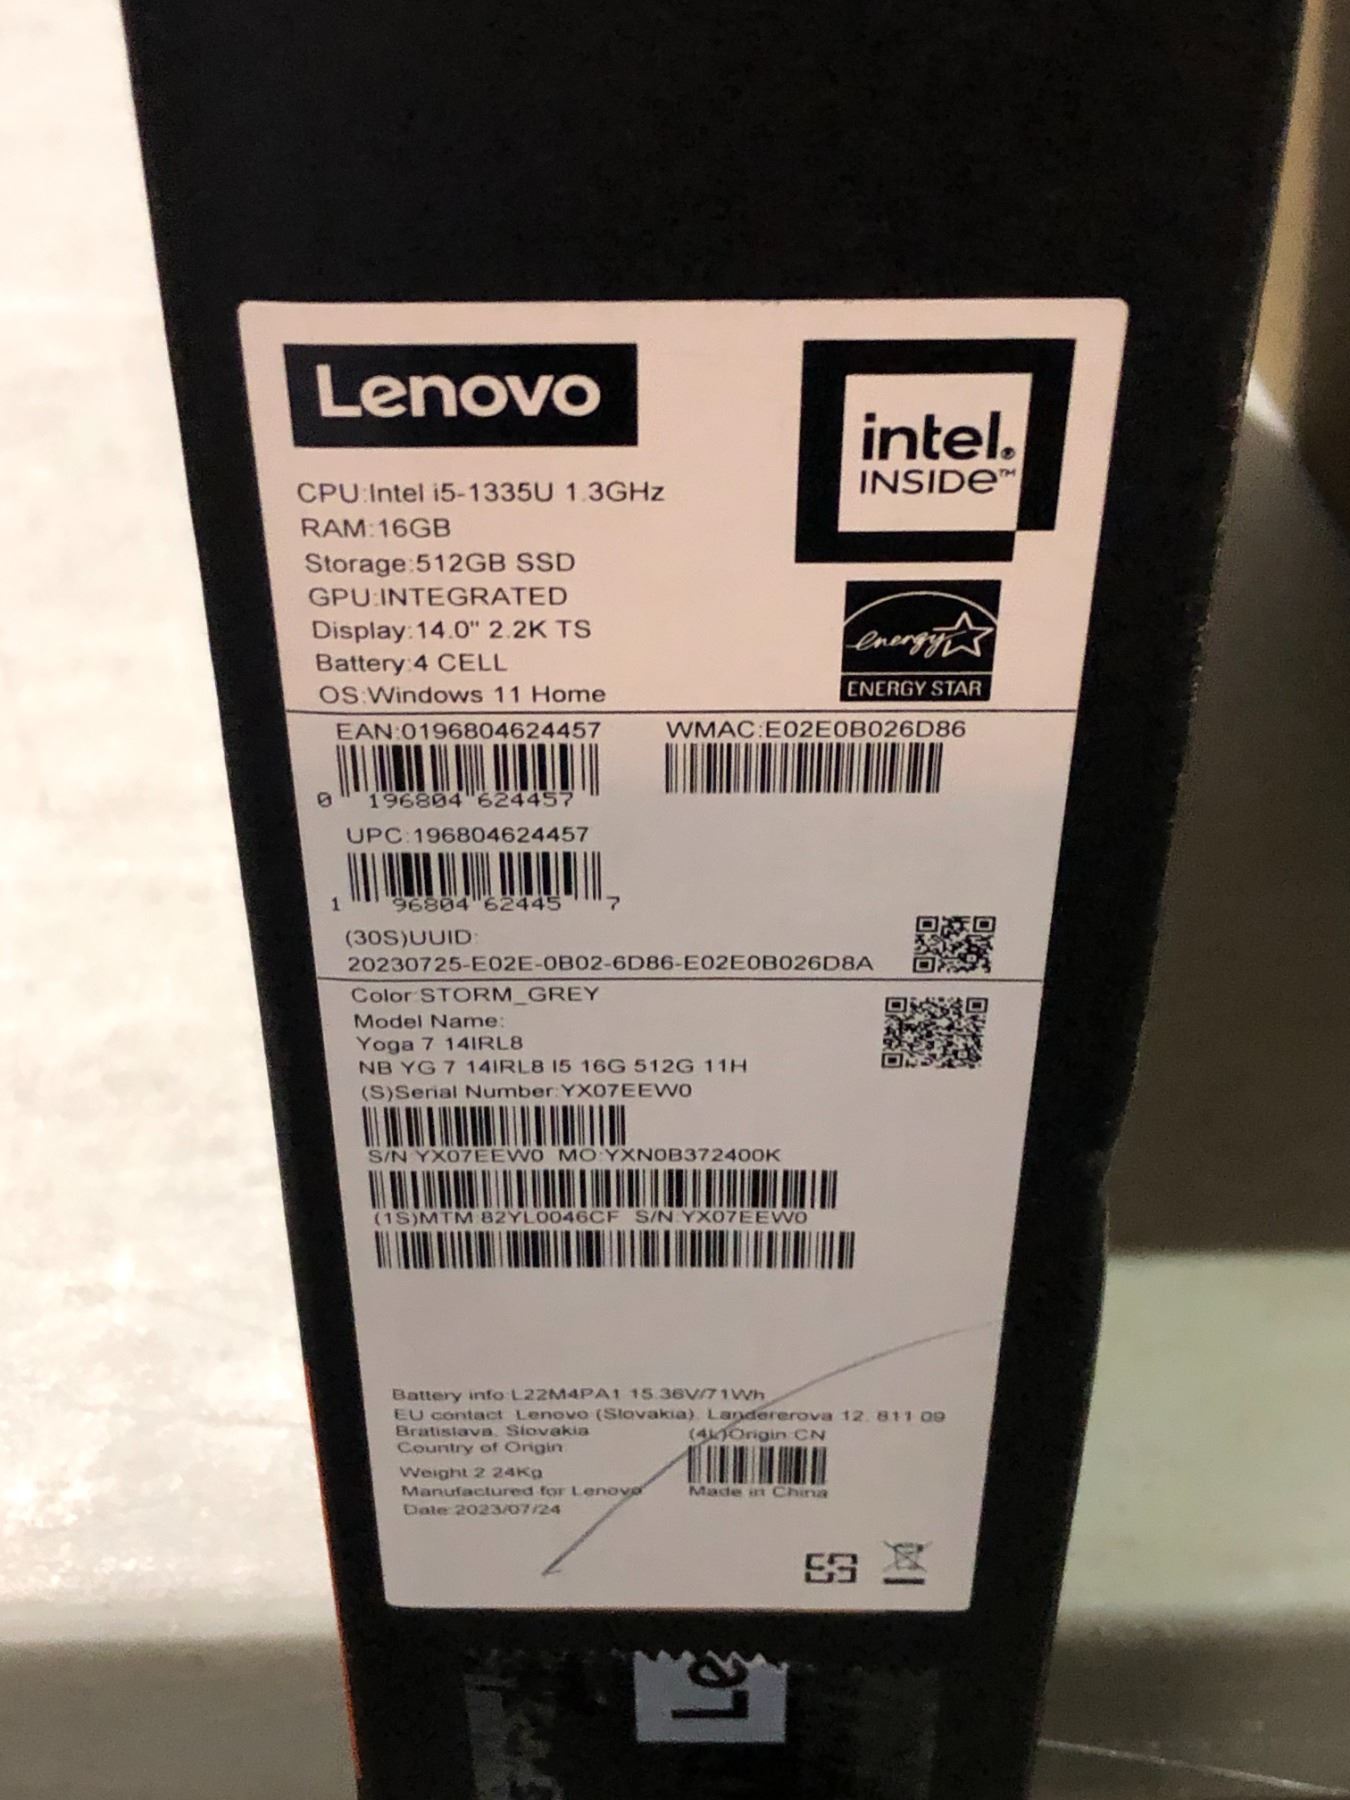 Lenovo
intel.®
INSIDe™
CPU:Intel i5-1335U 1.3GHz
RAM:16GB
Storage:512GB SSD
GPU:INTEGRATED
Display:14.0" 2.2K TS
Battery:4 CELL
OS:Windows 11 Home
energy
ENERGY STAR
EAN:0196804624457
WMAC:E02E0B026D86
0 196804 624457
UPC:196804624457
1 96804 62445 7
(30S)UUID:
20230725-E02E-0B02-6D86-E02E0B026D8A
Color:STORM_GREY
Model Name:
Yoga 7 14IRL8
NB YG 7 14IRL8 I5 16G 512G 11H
(S)Serial Number:YX07EEW0
S/N:YX07EEW0 MO:YXN0B372400K
(1S)MTM:82YL0046CF S/N:YX07EEW0
Battery info:L22M4PA1 15.36V/71Wh
EU contact: Lenovo (Slovakia), Landererova 12, 811 09
Bratislava, Slovakia
(4L)Origin:CN
Country of Origin
Weight:2.24Kg
Manufactured for Lenovo
Made in China
Date:2023/07/24
Le